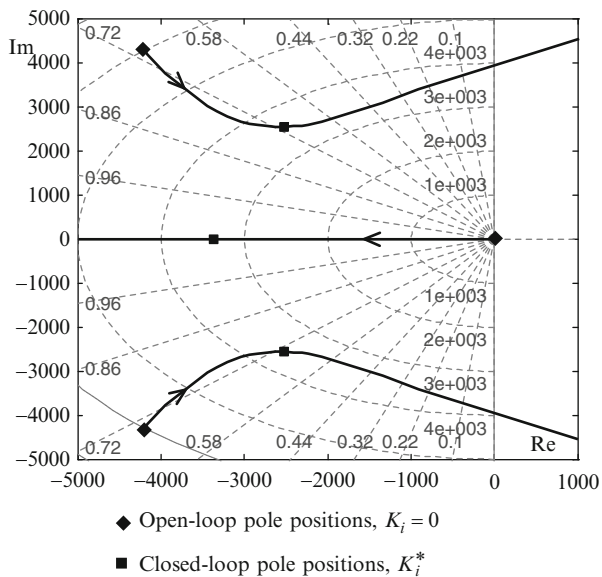 5000
Im
4000
3000
2000
1000
0
−1000
−2000
−3000
−4000
−5000
0.72 0.58 0.44 0.32 0.22 0.1
4e+003
0.86
3e+003
2e+003
0.96
1e+003
1e+003
0.96
2e+003
0.86
3e+003
4e+003
0.72 0.58 0.44 0.32 0.22 0.1
Re
−5000 −4000 −3000 −2000 −1000 0 1000
Open-loop pole positions, K_i = 0
Closed-loop pole positions, K_i^*